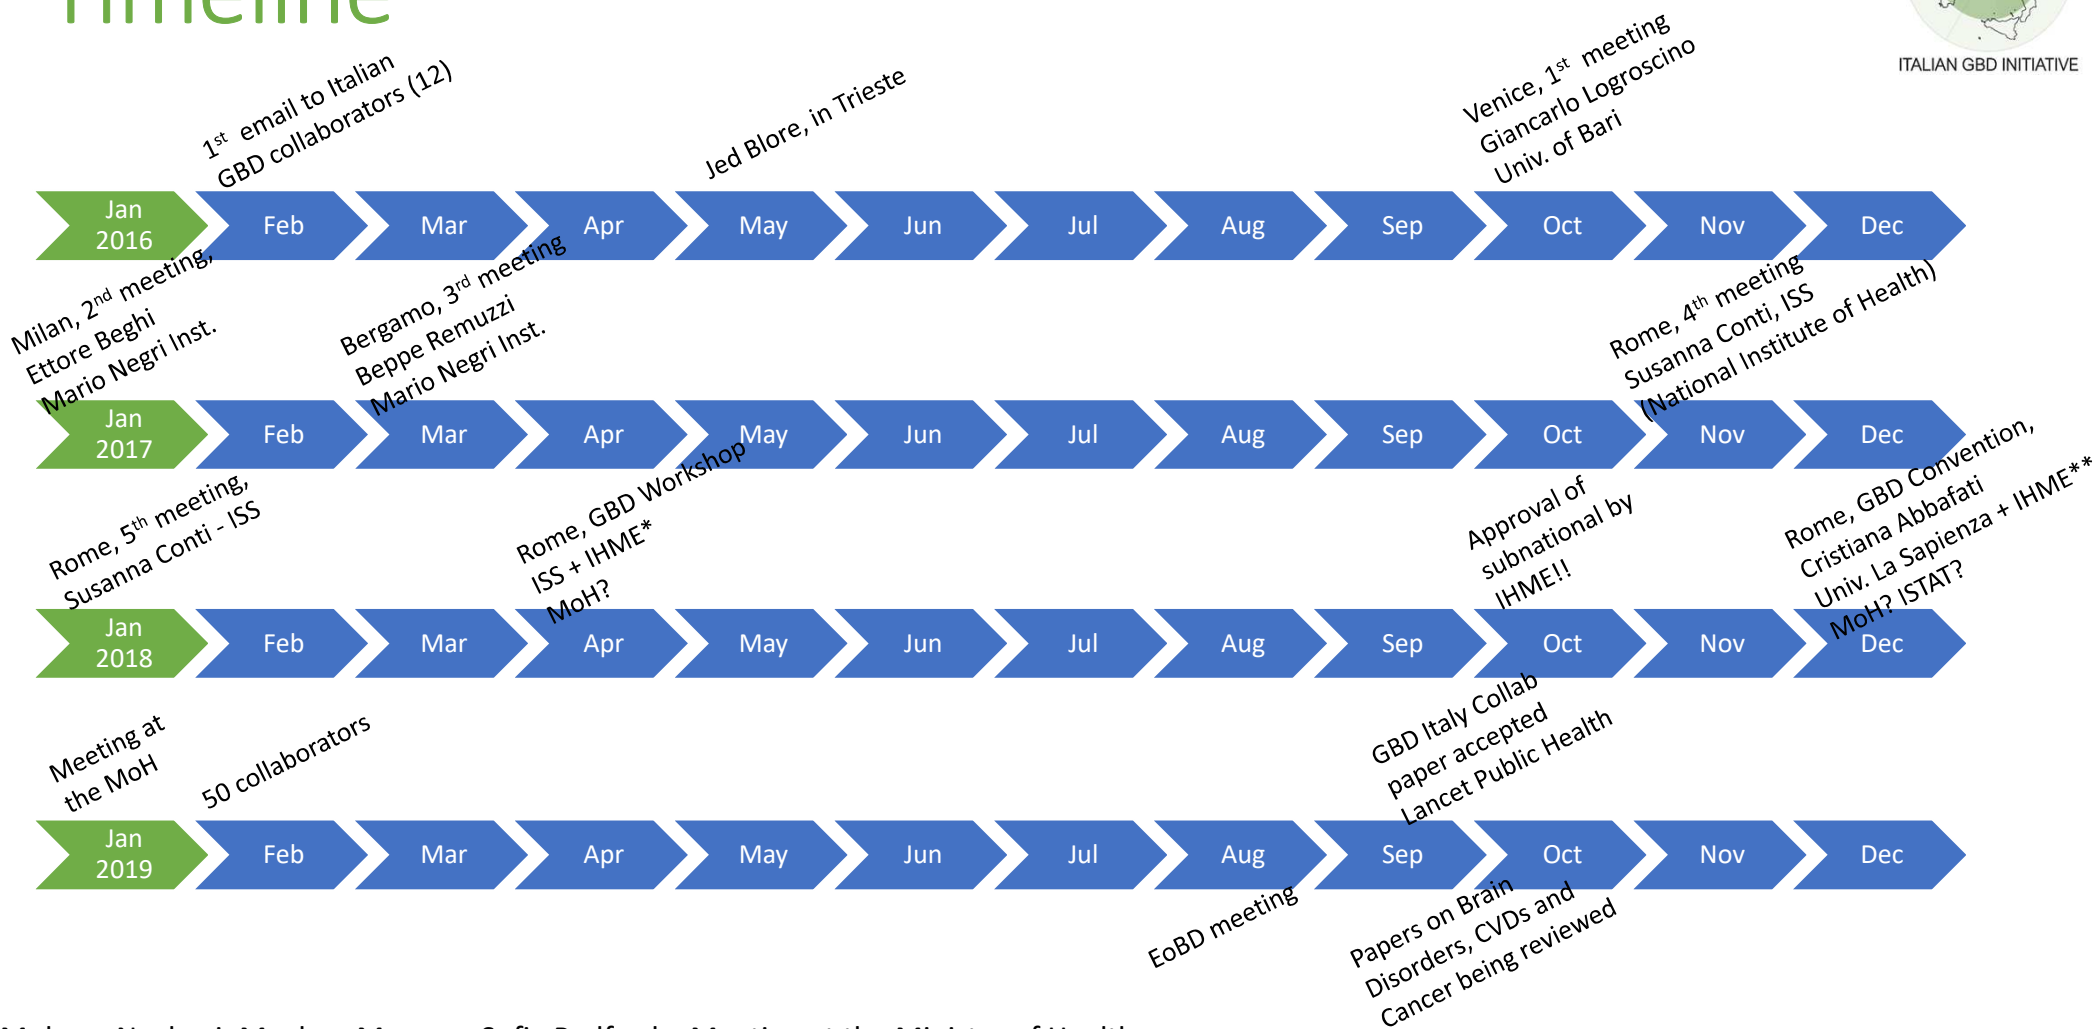 Timeline
ITALIAN GBD INITIATIVE
1st email to Italian
GBD collaborators (12)
Jed Blore, in Trieste
Venice, 1st meeting
Giancarlo Logroscino
Univ. of Bari
Jan
2016
Feb
Mar
Apr
May
Jun
Jul
Aug
Sep
Oct
Nov
Dec
Milan, 2nd meeting,
Ettore Beghi
Mario Negri Inst.
Bergamo, 3rd meeting
Beppe Remuzzi
Mario Negri Inst.
Rome, 4th meeting
Susanna Conti, ISS
(National Institute of Health)
Jan
2017
Feb
Mar
Apr
May
Jun
Jul
Aug
Sep
Oct
Nov
Dec
Rome, 5th meeting,
Susanna Conti - ISS
Rome, GBD Workshop
ISS + IHME*
MoH?
Approval of
subnational by
IHME!!
Rome, GBD Convention,
Cristiana Abbafati
Univ. La Sapienza + IHME**
MoH? ISTAT?
Jan
2018
Feb
Mar
Apr
May
Jun
Jul
Aug
Sep
Oct
Nov
Dec
Meeting at
the MoH
50 collaborators
GBD Italy Collab
paper accepted
Lancet Public Health
Jan
2019
Feb
Mar
Apr
May
Jun
Jul
Aug
Sep
Oct
Nov
Dec
EoBD meeting
Papers on Brain
Disorders, CVDs and
Cancer being reviewed